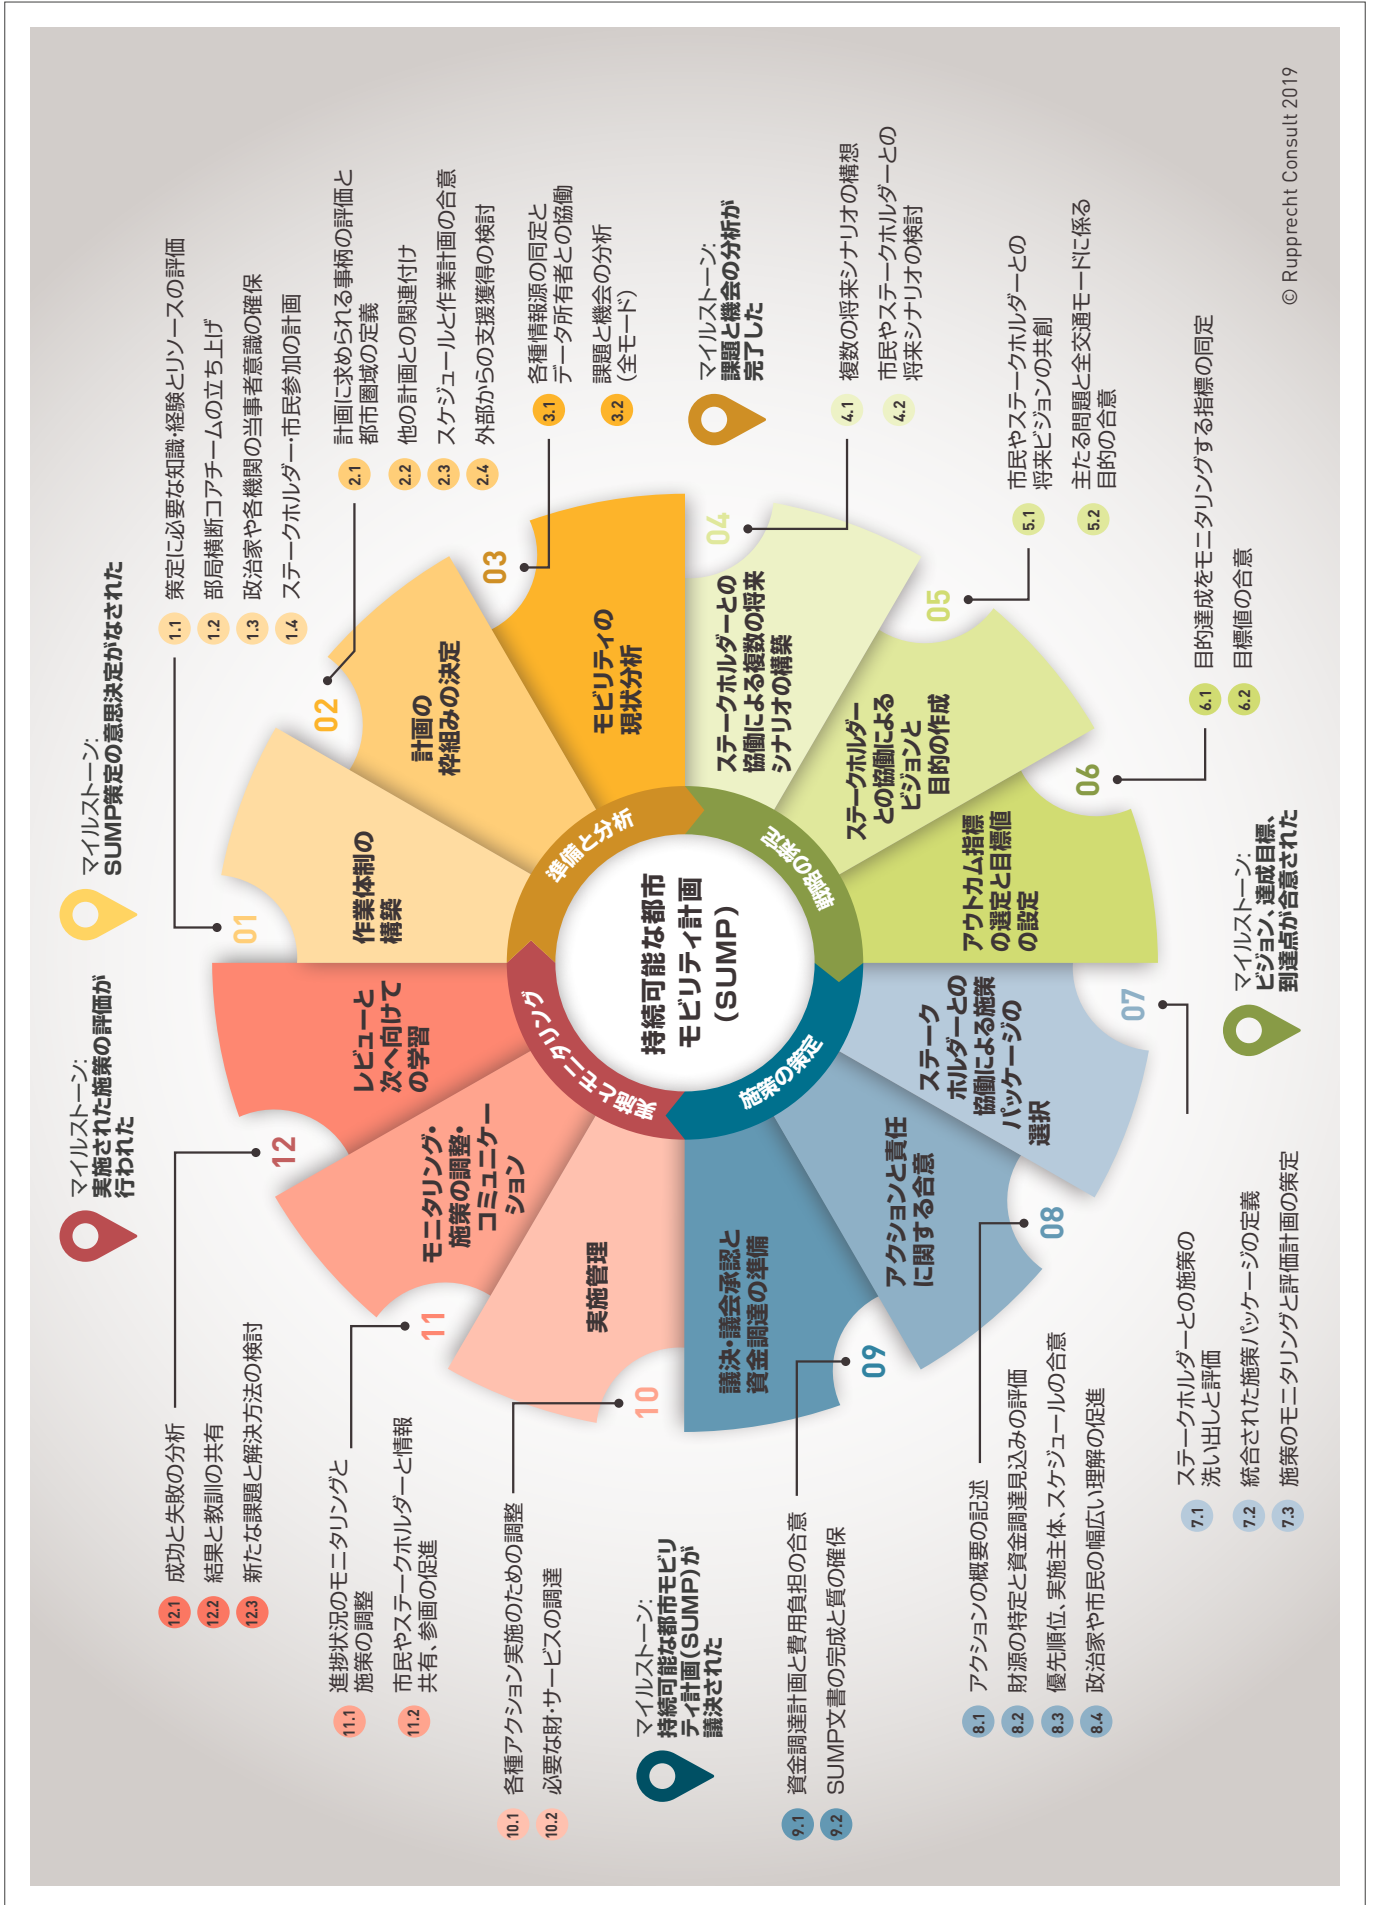 マイルストーン:
SUMP策定の意思決定がなされた
01
作業体制の
構築
1.1 策定に必要な知識・経験とリソースの評価
1.2 部局横断コアチームの立ち上げ
1.3 政治家や各機関の当事者意識の確保
1.4 ステークホルダー・市民参加の計画
02
計画の
枠組みの決定
2.1 計画に求められる事柄の評価と
都市圏域の定義
2.2 他の計画との関連付け
2.3 スケジュールと作業計画の合意
2.4 外部からの支援獲得の検討
03
モビリティの
現状分析
3.1 各種情報源の同定と
データ所有者との協働
3.2 課題と機会の分析
(全モード)
マイルストーン:
課題と機会の分析が
完了した
04
ステークホルダーとの
協働による複数の将来
シナリオの構築
4.1 複数の将来シナリオの構想
4.2 市民やステークホルダーとの
将来シナリオの検討
05
ステークホルダー
との協働による
ビジョンと
目的の作成
5.1 市民やステークホルダーとの
将来ビジョンの共創
5.2 主たる問題と全交通モードに係る
目的の合意
06
アウトカム指標
の選定と目標値
の設定
6.1 目的達成をモニタリングする指標の同定
6.2 目標値の合意
マイルストーン:
ビジョン、達成目標、
到達点が合意された
07
ステーク
ホルダーとの
協働による施策
パッケージの
選択
7.1 ステークホルダーとの施策の
洗い出しと評価
7.2 統合された施策パッケージの定義
7.3 施策のモニタリングと評価計画の策定
08
アクションと責任
に関する合意
8.1 アクションの概要の記述
8.2 財源の特定と資金調達見込みの評価
8.3 優先順位、実施主体、スケジュールの合意
8.4 政治家や市民の幅広い理解の促進
09
議決・議会承認と
資金調達の準備
9.1 資金調達計画と費用負担の合意
9.2 SUMP文書の完成と質の確保
マイルストーン:
持続可能な都市モビリ
ティ計画(SUMP)が
議決された
10
実施管理
10.1 各種アクション実施のための調整
10.2 必要な財・サービスの調達
11
モニタリング・
施策の調整・
コミュニケー
ション
11.1 進捗状況のモニタリングと
施策の調整
11.2 市民やステークホルダーと情報
共有、参画の促進
12
レビューと
次へ向けて
の学習
12.1 成功と失敗の分析
12.2 結果と教訓の共有
12.3 新たな課題と解決方法の検討
マイルストーン:
実施された施策の評価が
行われた
準備と分析
戦略の策定
施策の策定
実施とモニタリング
持続可能な都市
モビリティ計画
(SUMP)
© Rupprecht Consult 2019